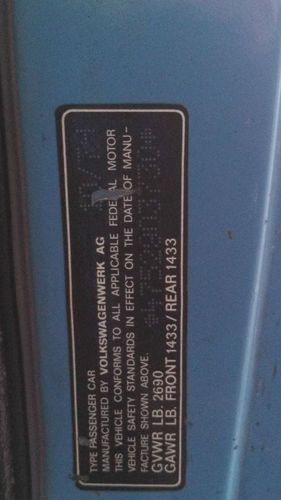 TYPE PASSENGER CAR
MANUFACTURED BY VOLKSWAGENWERK AG
THIS VEHICLE CONFORMS TO ALL APPLICABLE FEDERAL MOTOR
VEHICLE SAFETY STANDARDS IN EFFECT ON THE DATE OF MANU-
FACTURE SHOWN ABOVE.
GVWR LB. 2690
GAWR LB. FRONT 1433 / REAR 1433